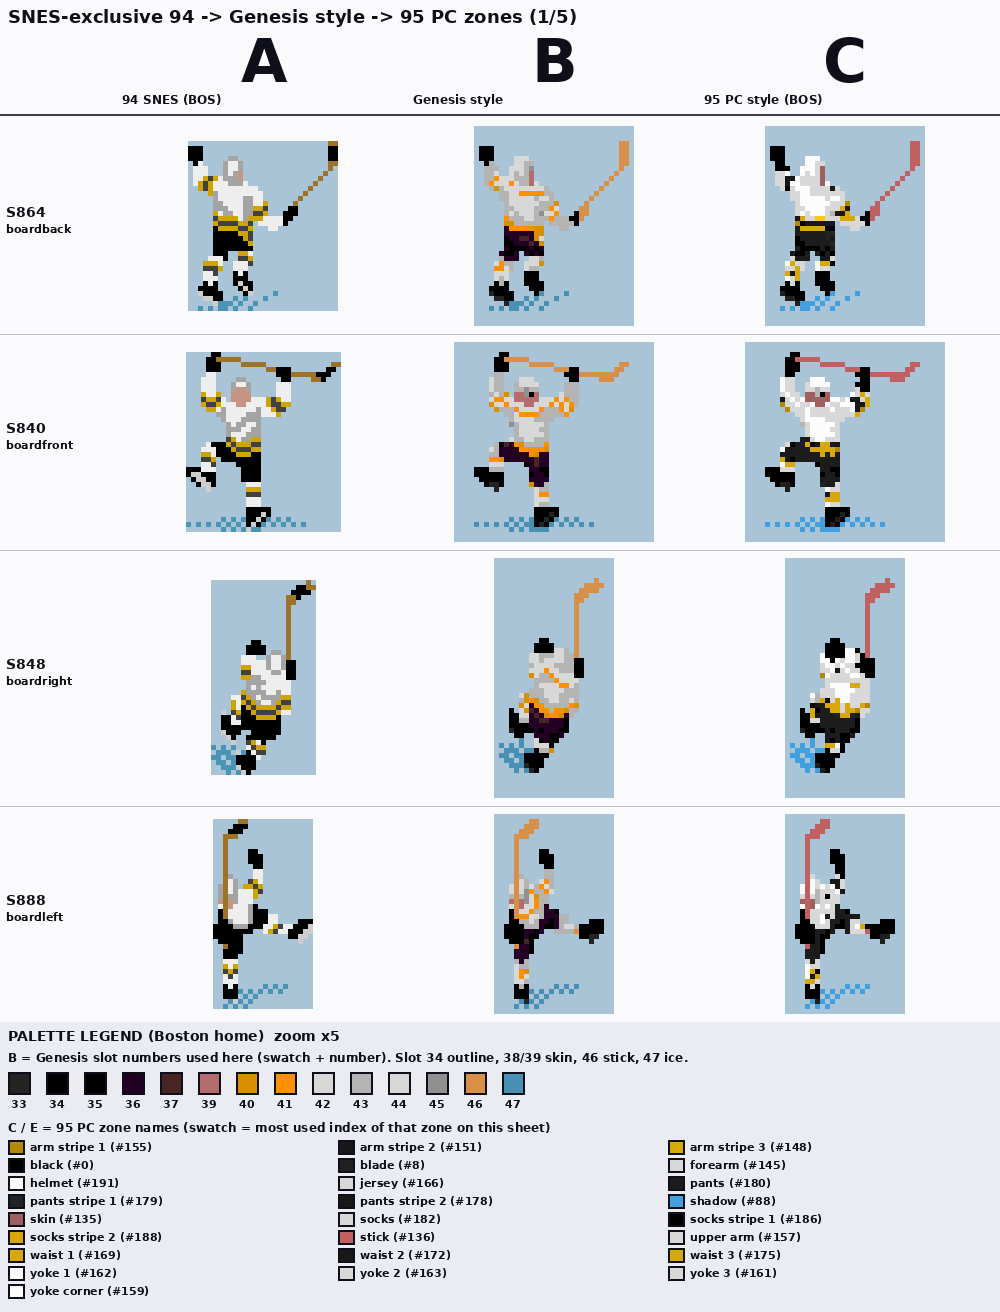 SNES-exclusive 94 -> Genesis style -> 95 PC zones (1/5)
A B C
94 SNES (BOS) Genesis style 95 PC style (BOS)
S864
boardback
S840
boardfront
S848
boardright
S888
boardleft
PALETTE LEGEND (Boston home) zoom x5
B = Genesis slot numbers used here (swatch + number). Slot 34 outline, 38/39 skin, 46 stick, 47 ice.
33 34 35 36 37 39 40 41 42 43 44 45 46 47
C / E = 95 PC zone names (swatch = most used index of that zone on this sheet)
arm stripe 1 (#155) arm stripe 2 (#151) arm stripe 3 (#148)
black (#0) blade (#8) forearm (#145)
helmet (#191) jersey (#166) pants (#180)
pants stripe 1 (#179) pants stripe 2 (#178) shadow (#88)
skin (#135) socks (#182) socks stripe 1 (#186)
socks stripe 2 (#188) stick (#136) upper arm (#157)
waist 1 (#169) waist 2 (#172) waist 3 (#175)
yoke 1 (#162) yoke 2 (#163) yoke 3 (#161)
yoke corner (#159)